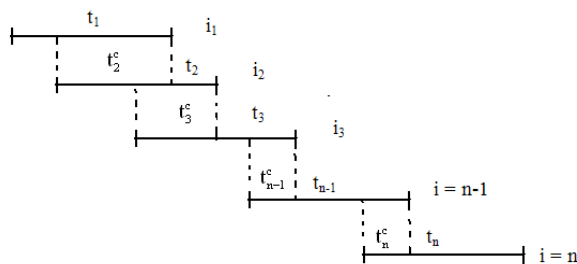 t₁ i₁
t₂ᶜ t₂ i₂
t₃ᶜ t₃ i₃
tₙ₋₁ᶜ tₙ₋₁ i = n-1
tₙᶜ tₙ i = n